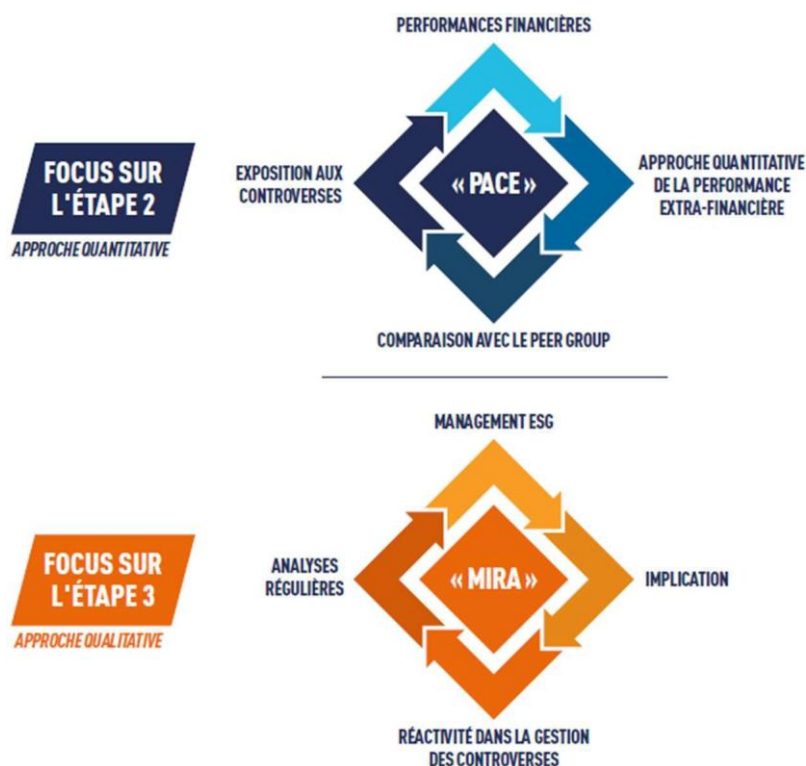 PERFORMANCES FINANCIÈRES
FOCUS SUR
L'ÉTAPE 2
APPROCHE QUANTITATIVE
EXPOSITION AUX
CONTROVERSES
« PACE »
APPROCHE QUANTITATIVE
DE LA PERFORMANCE
EXTRA-FINANCIÈRE
COMPARAISON AVEC LE PEER GROUP
MANAGEMENT ESG
FOCUS SUR
L'ÉTAPE 3
APPROCHE QUALITATIVE
ANALYSES
RÉGULIÈRES
« MIRA »
IMPLICATION
RÉACTIVITÉ DANS LA GESTION
DES CONTROVERSES